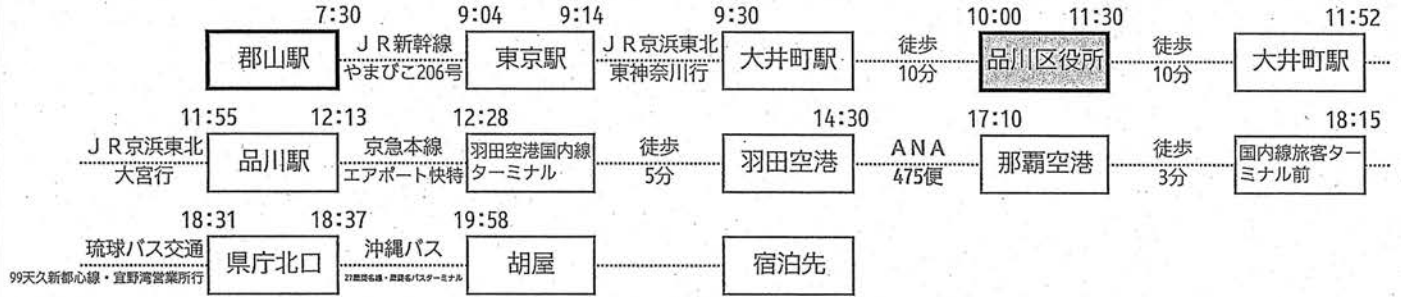 7:30 9:04 9:14 9:30 10:00 11:30 11:52
郡山駅 JR新幹線 やまびこ206号 東京駅 JR京浜東北 東神奈川行 大井町駅 徒歩 10分 品川区役所 徒歩 10分 大井町駅
11:55 12:13 12:28 14:30 17:10 18:15
JR京浜東北 大宮行 品川駅 京急本線 エアポート快特 羽田空港国内線ターミナル 徒歩 5分 羽田空港 ANA 475便 那覇空港 徒歩 3分 国内線旅客ターミナル前
18:31 18:37 19:58
琉球バス交通 99天久新都心線・宜野湾営業所行 県庁北口 沖縄バス 胡屋 宿泊先